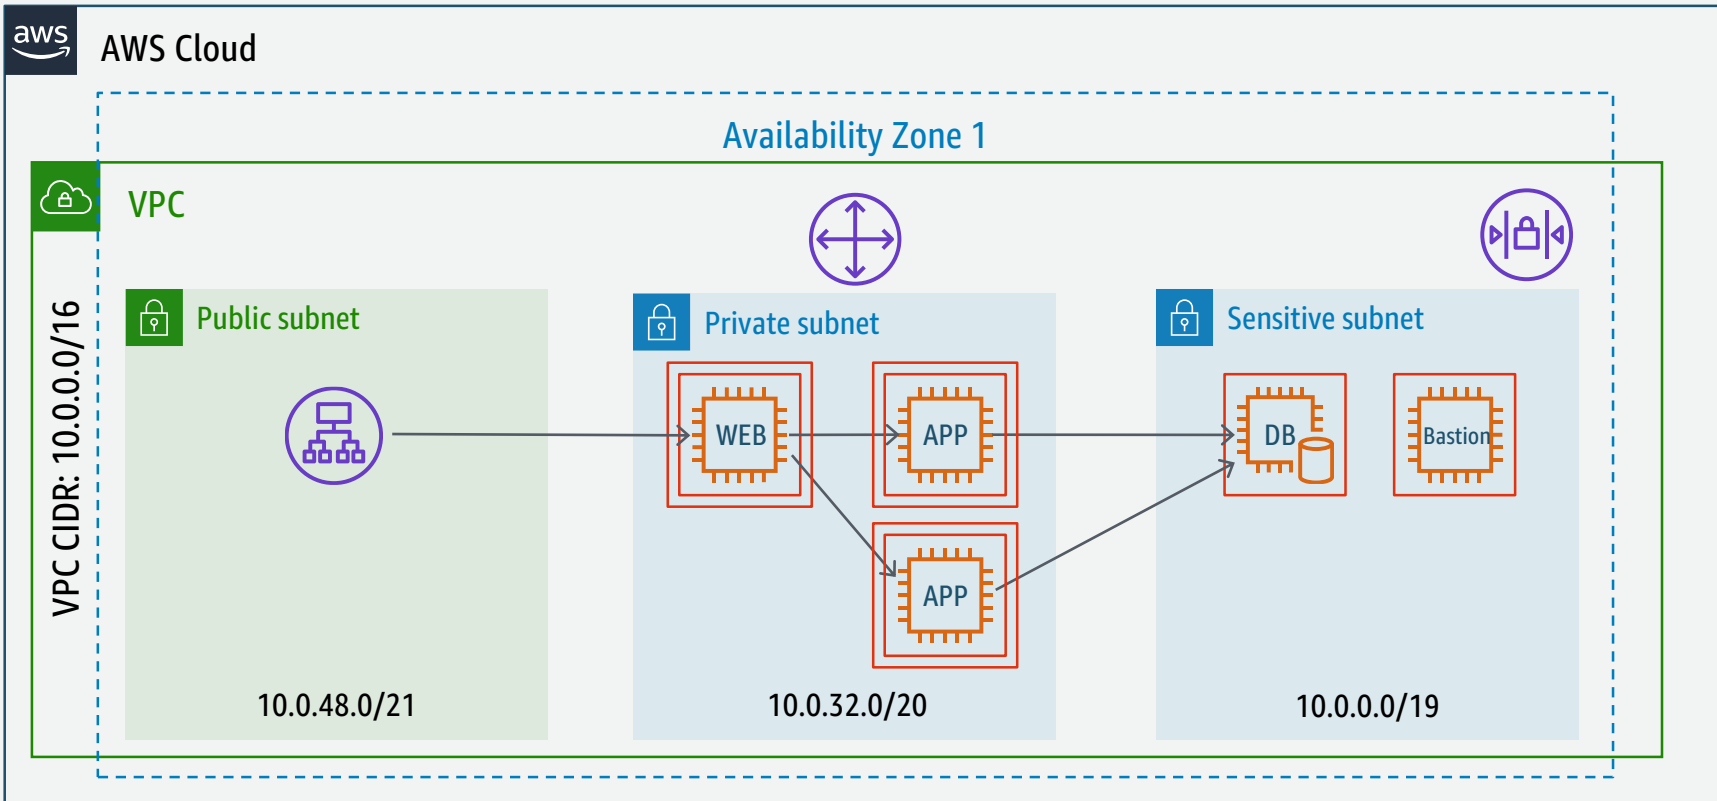 aws
AWS Cloud
Availability Zone 1
VPC
VPC CIDR: 10.0.0.0/16
Public subnet
Private subnet
Sensitive subnet
WEB
APP
DB
Bastion
APP
10.0.48.0/21
10.0.32.0/20
10.0.0.0/19